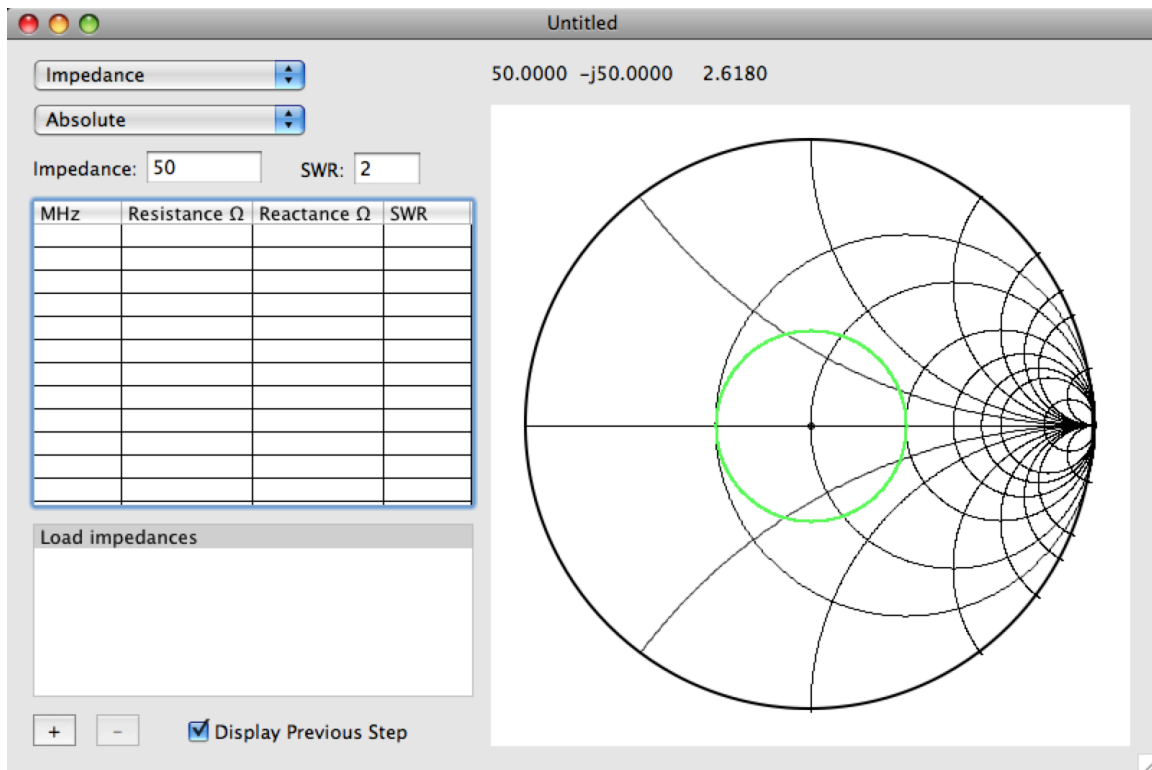 Untitled
Impedance
50.0000 -j50.0000 2.6180
Absolute
Impedance: 50 SWR: 2
MHz Resistance Ω Reactance Ω SWR
Load impedances
+ - Display Previous Step